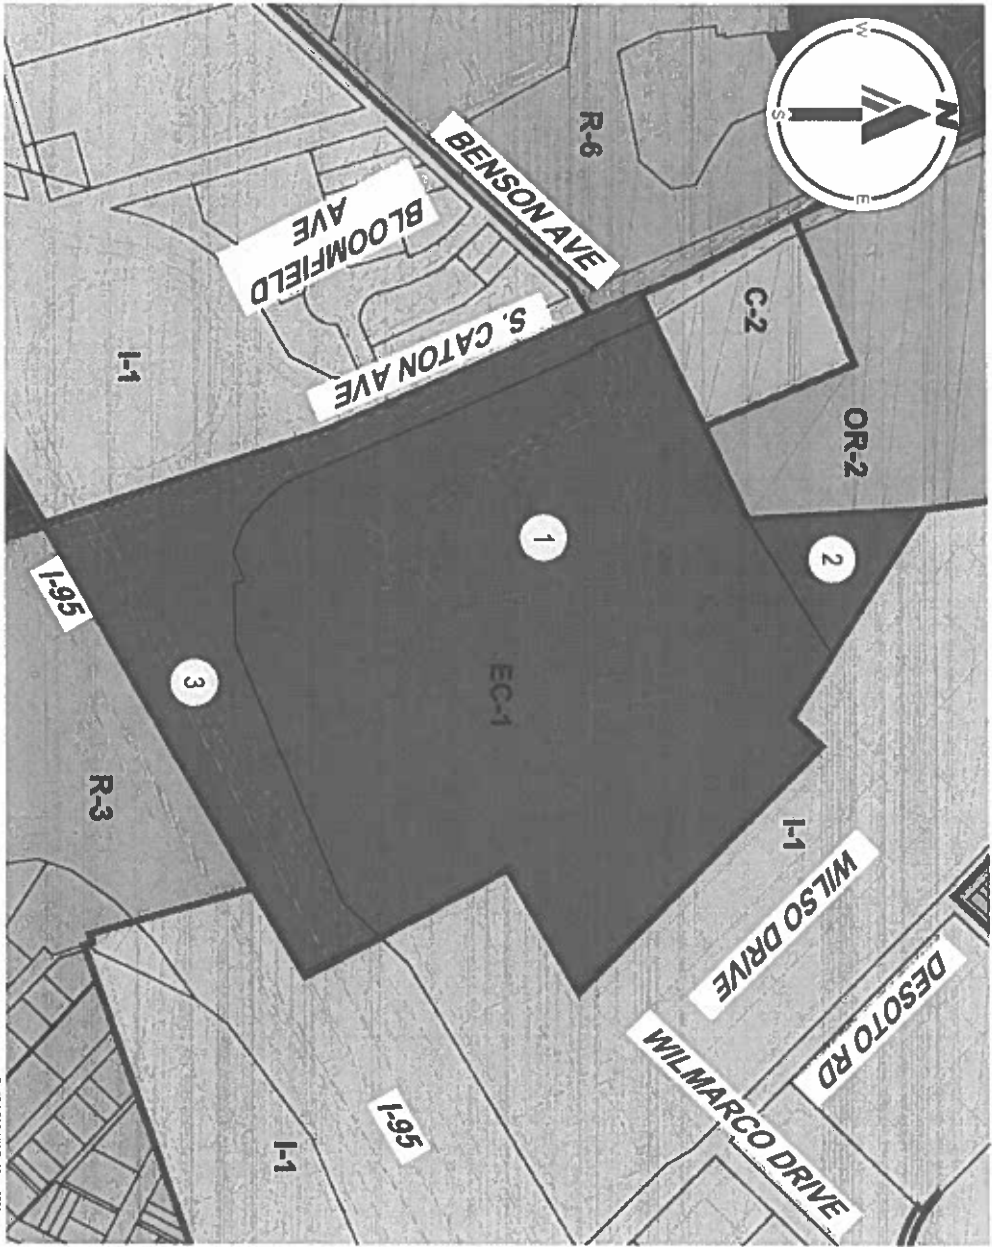 N
W
E
S
DESOTO RD
WILSO DRIVE
WILMARCO DRIVE
OR-2
2
I-1
C-2
R-6
BENSON AVE
1
EC-1
S. CATON AVE
BLOOMFIELD
AVE
I-95
3
I-1
I-1
R-3
I-95